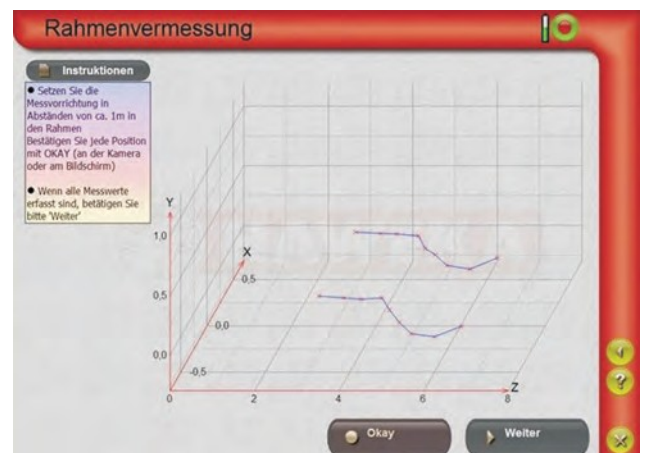 Rahmenvermessung
Instruktionen
● Setzen Sie die
Messvorrichtung in
Abständen von ca. 1m in
den Rahmen
Bestätigen Sie jede Position
mit OKAY (an der Kamera
oder am Bildschirm)
● Wenn alle Messwerte
erfasst sind, betätigen Sie
bitte 'Weiter'
Y
1,0
X
0,5
0,5
0,0
0,0
-0,5
Z
0
2
4
6
8
?
Okay
Weiter